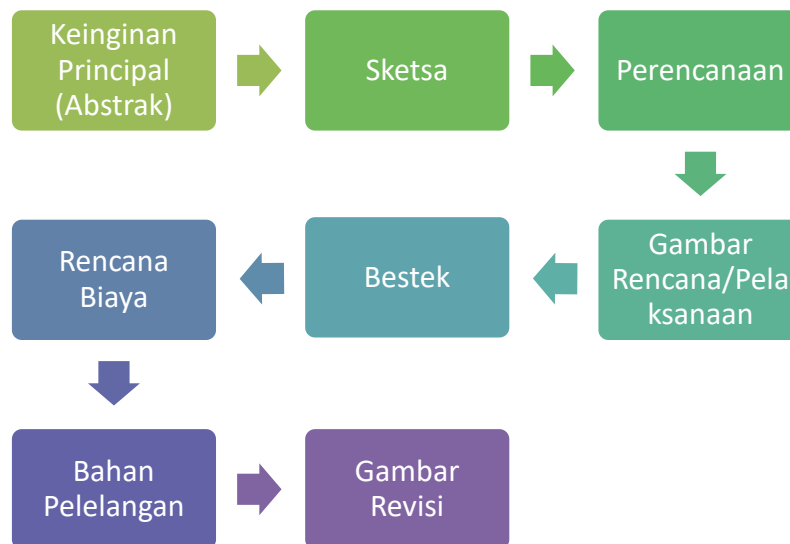 Keinginan
Principal
(Abstrak)
Sketsa
Perencanaan
Gambar
Rencana/Pela
ksanaan
Bestek
Rencana
Biaya
Bahan
Pelelangan
Gambar
Revisi